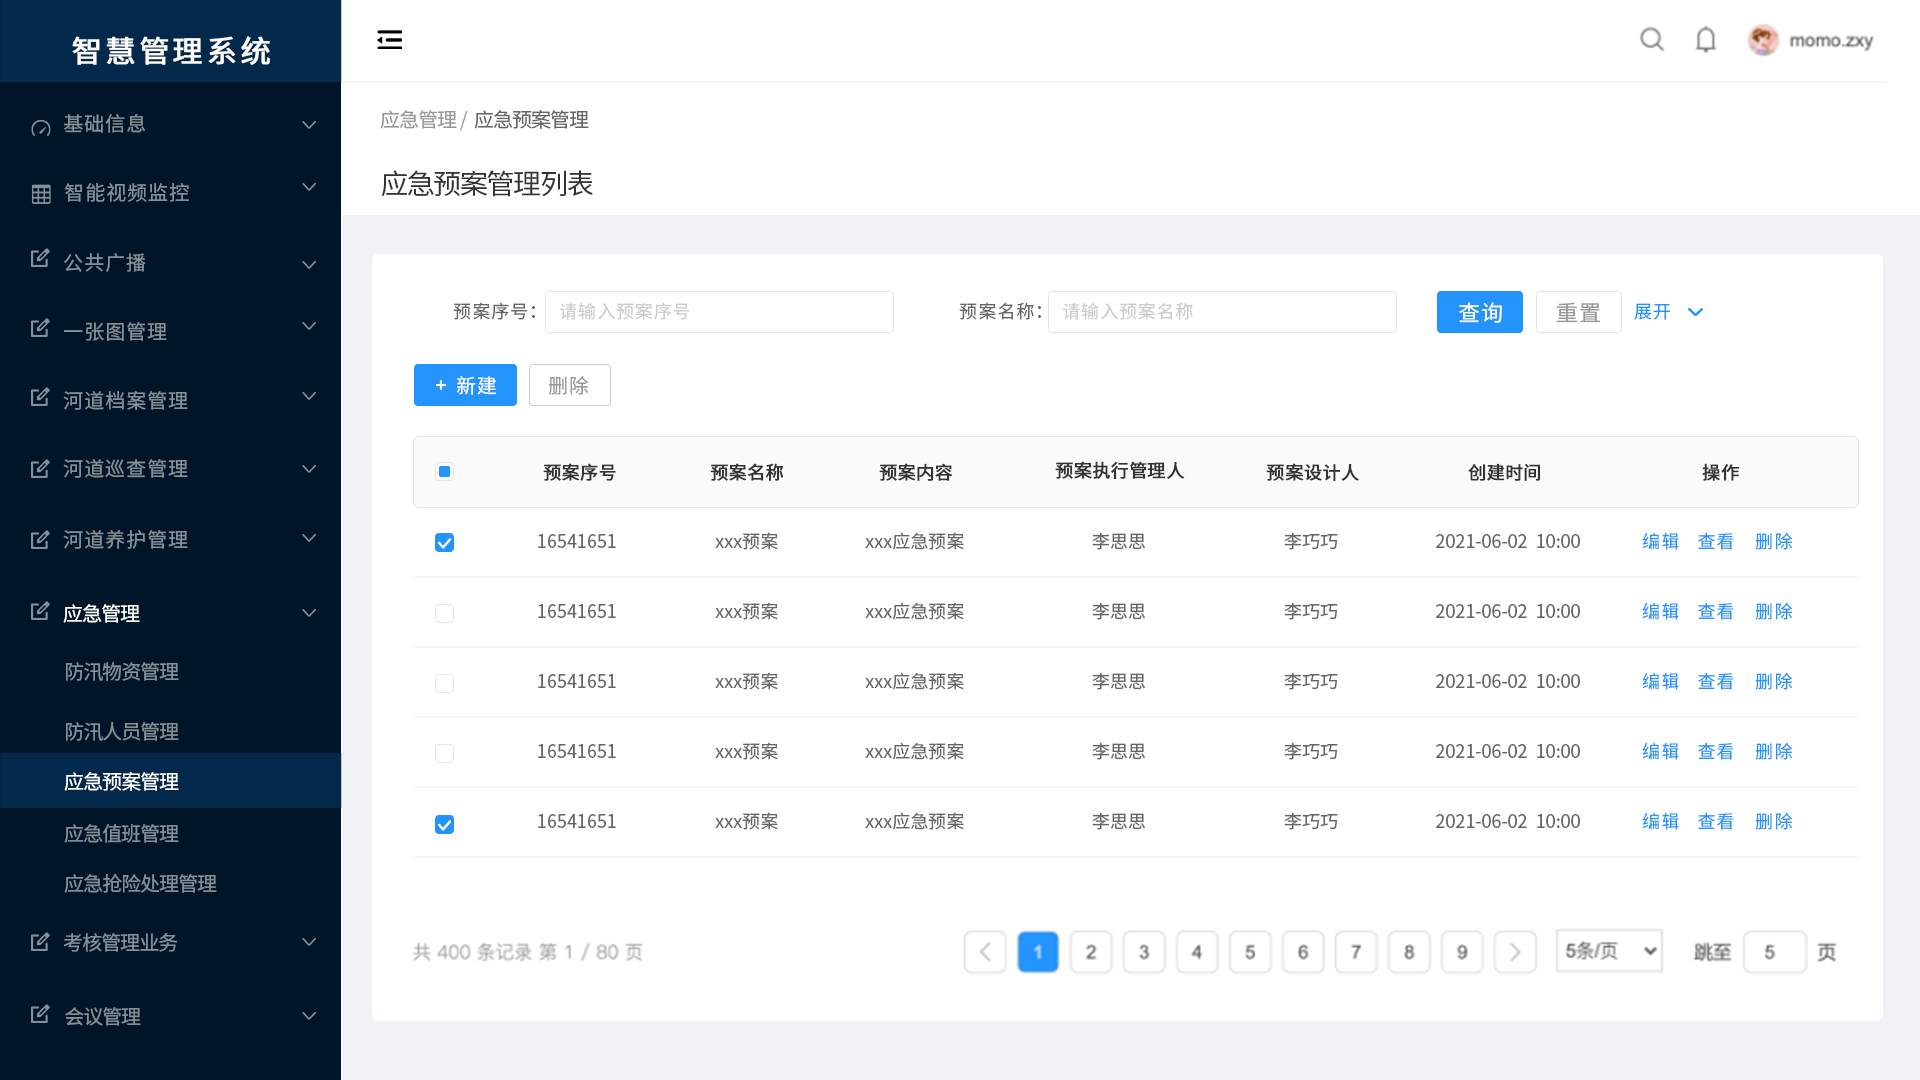 智慧管理系统
基础信息
智能视频监控
公共广播
一张图管理
河道档案管理
河道巡查管理
河道养护管理
应急管理
防汛物资管理
防汛人员管理
应急预案管理
应急值班管理
应急抢险处理管理
考核管理业务
会议管理
momo.zxy
应急管理 / 应急预案管理
应急预案管理列表
预案序号： 请输入预案序号 预案名称： 请输入预案名称 查询 重置 展开
+ 新建 删除
预案序号 预案名称 预案内容 预案执行管理人 预案设计人 创建时间 操作
16541651 xxx预案 xxx应急预案 李思思 李巧巧 2021-06-02 10:00 编辑 查看 删除
16541651 xxx预案 xxx应急预案 李思思 李巧巧 2021-06-02 10:00 编辑 查看 删除
16541651 xxx预案 xxx应急预案 李思思 李巧巧 2021-06-02 10:00 编辑 查看 删除
16541651 xxx预案 xxx应急预案 李思思 李巧巧 2021-06-02 10:00 编辑 查看 删除
16541651 xxx预案 xxx应急预案 李思思 李巧巧 2021-06-02 10:00 编辑 查看 删除
共 400 条记录 第 1 / 80 页 1 2 3 4 5 6 7 8 9 5条/页 跳至 5 页